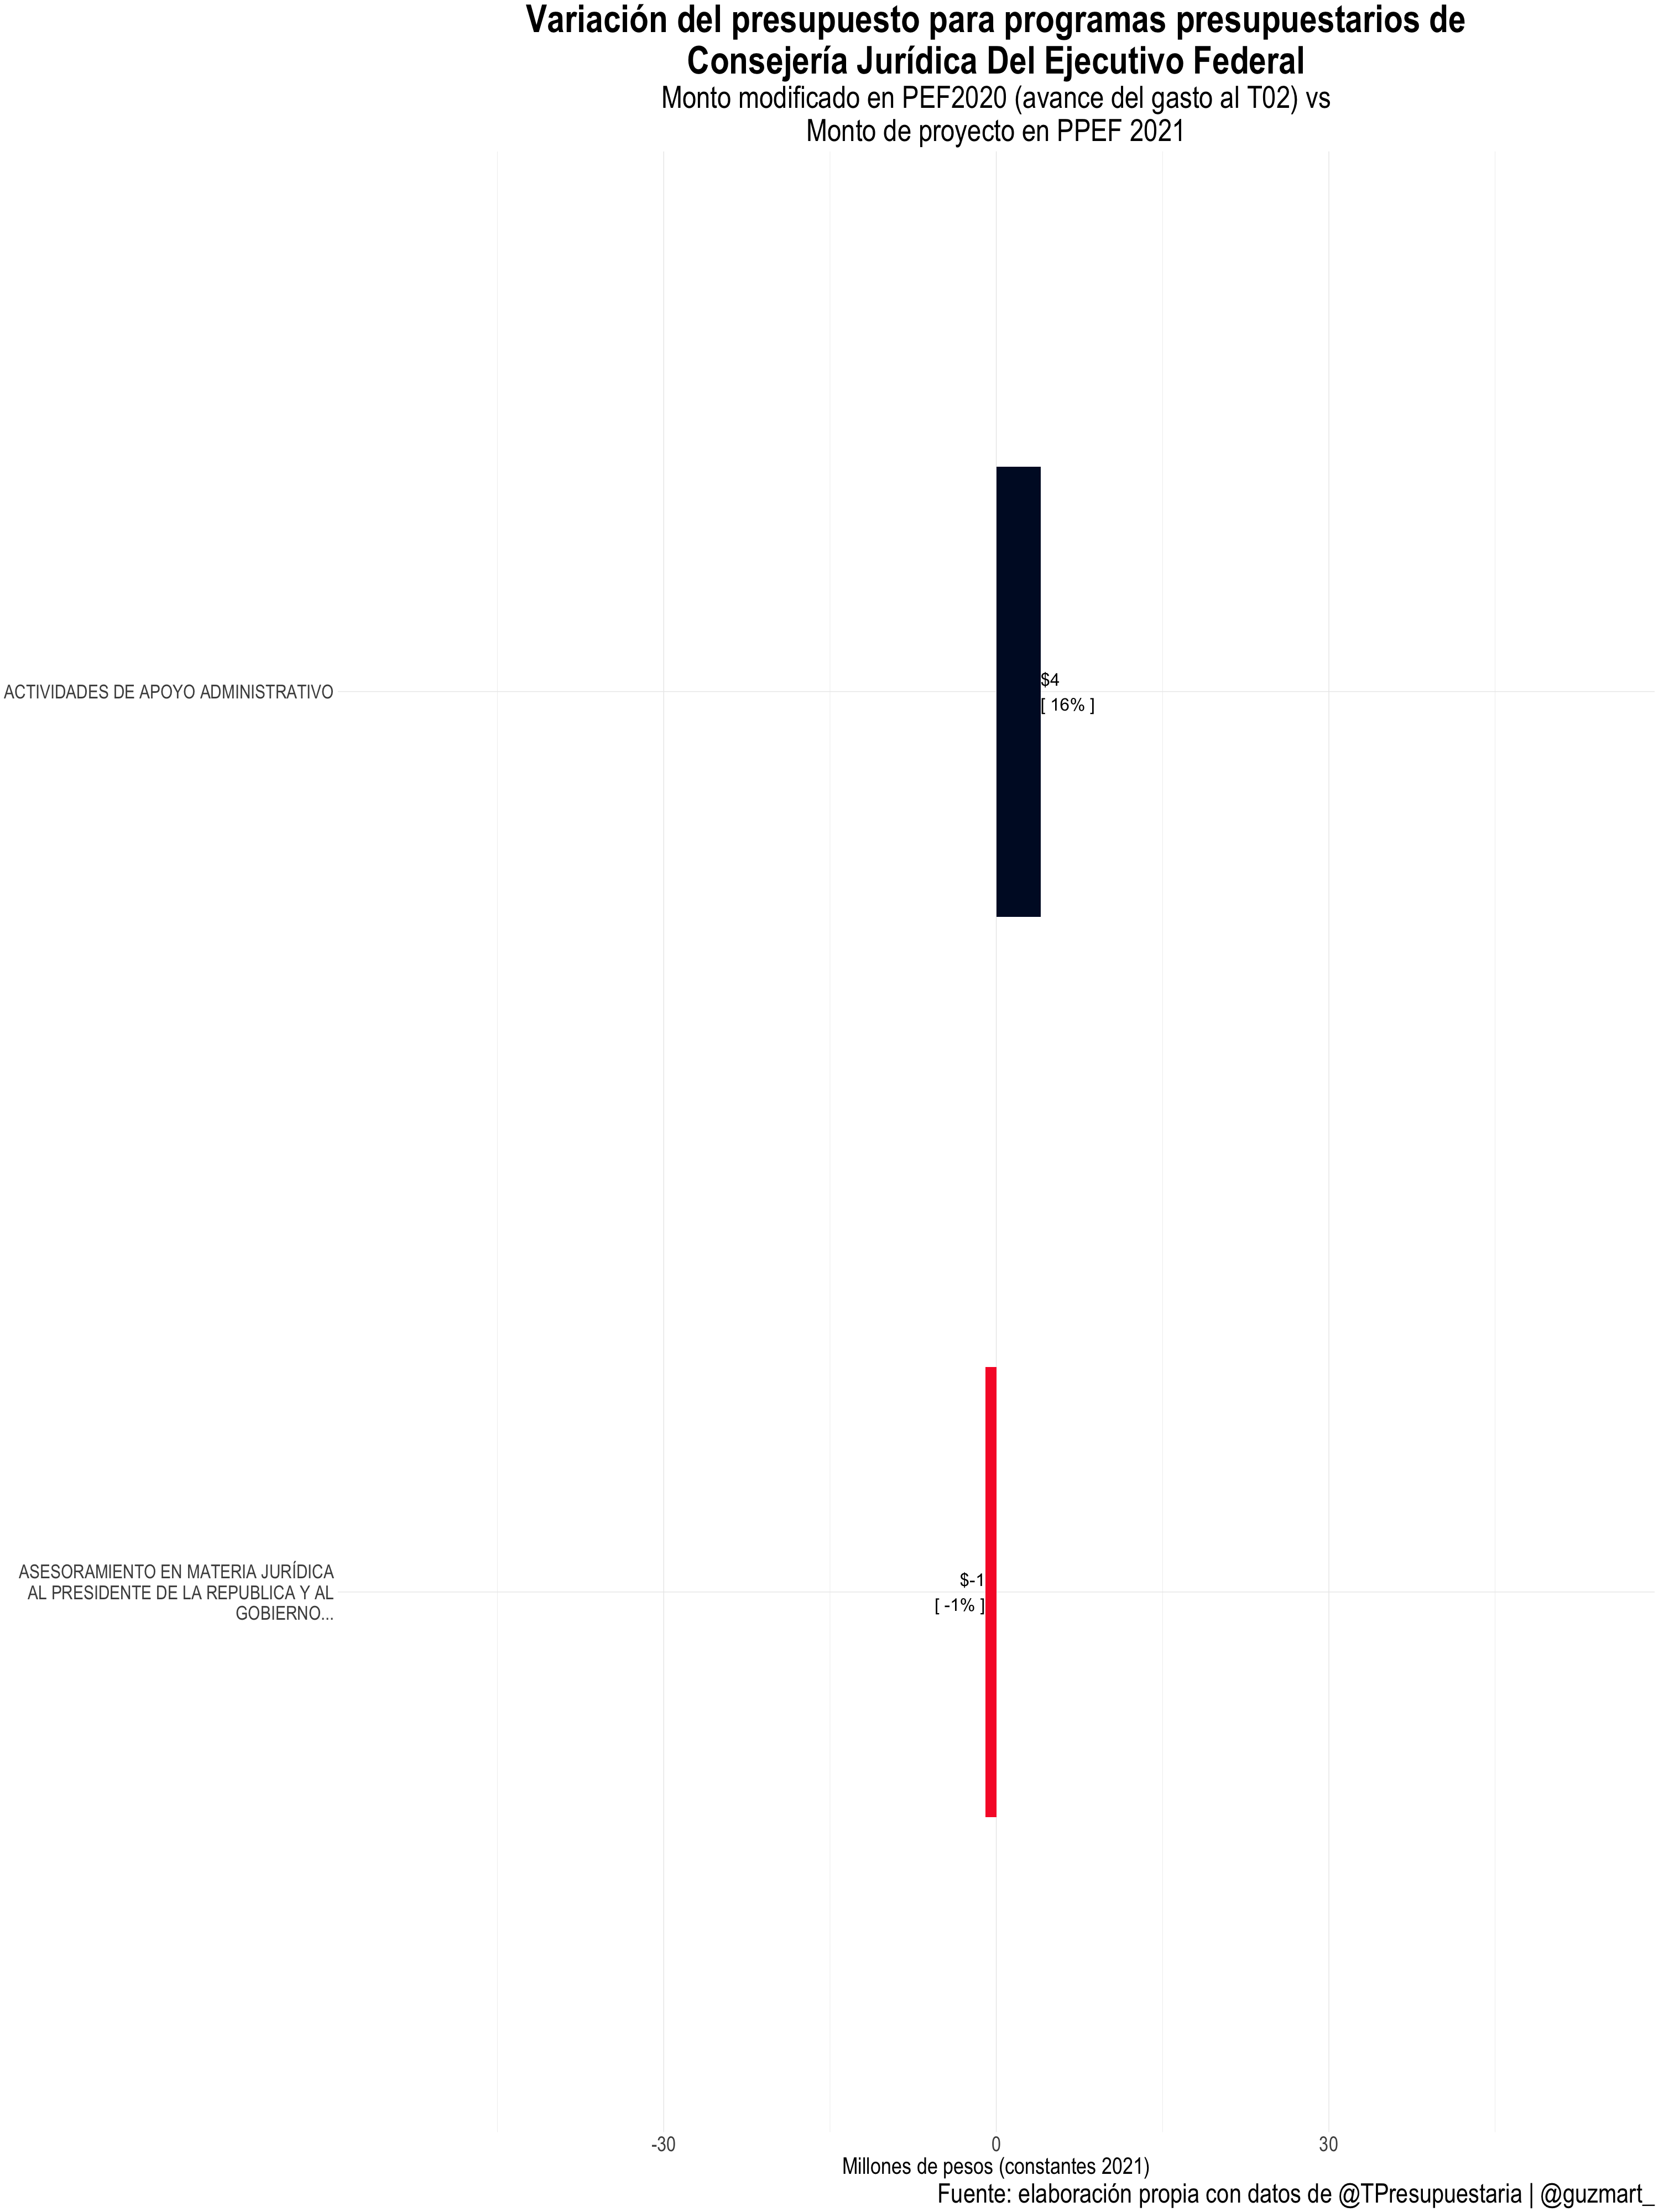 Variación del presupuesto para programas presupuestarios de
Consejería Jurídica Del Ejecutivo Federal
Monto modificado en PEF2020 (avance del gasto al T02) vs
Monto de proyecto en PPEF 2021
ACTIVIDADES DE APOYO ADMINISTRATIVO
$4
[ 16% ]
ASESORAMIENTO EN MATERIA JURÍDICA
AL PRESIDENTE DE LA REPUBLICA Y AL
GOBIERNO...
$-1
[ -1% ]
-30 0 30
Millones de pesos (constantes 2021)
Fuente: elaboración propia con datos de @TPresupuestaria | @guzmart_